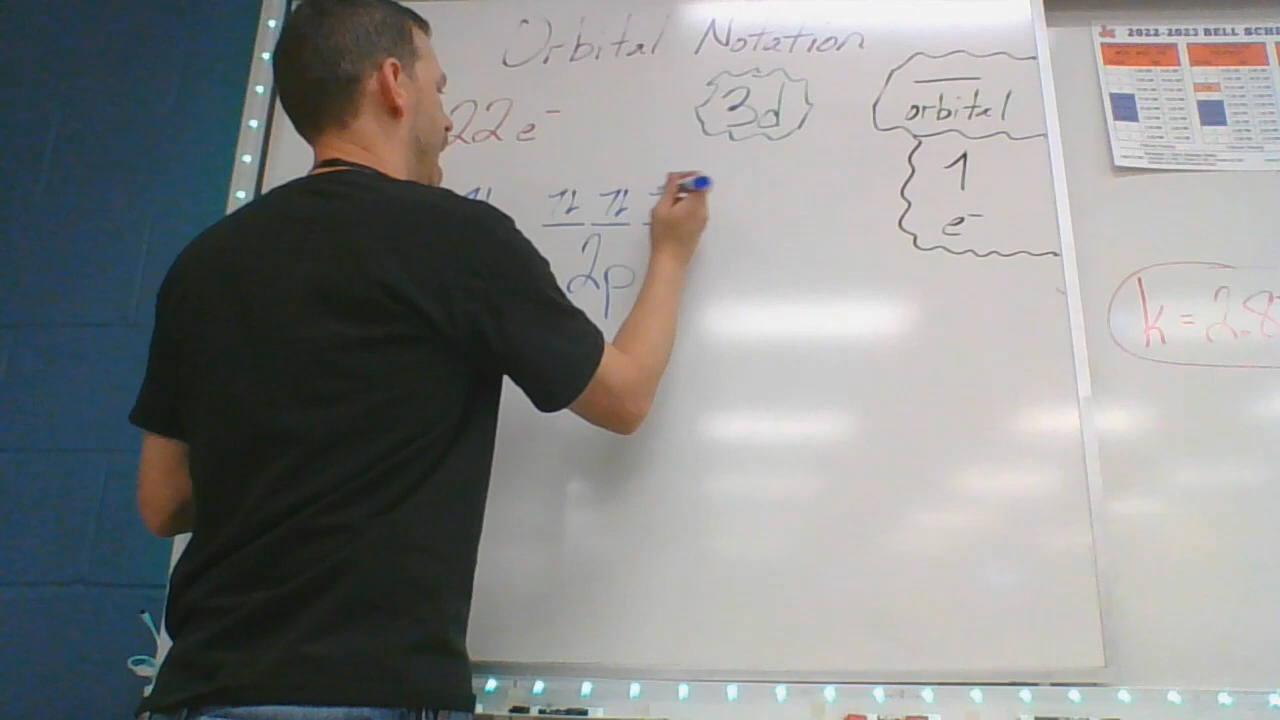 Orbital Notation
22e⁻
3d
orbital
1
e⁻
↿⇂ ↿⇂ ↿⇂
2p
k = 2.8
2022-2023 BELL SCHE